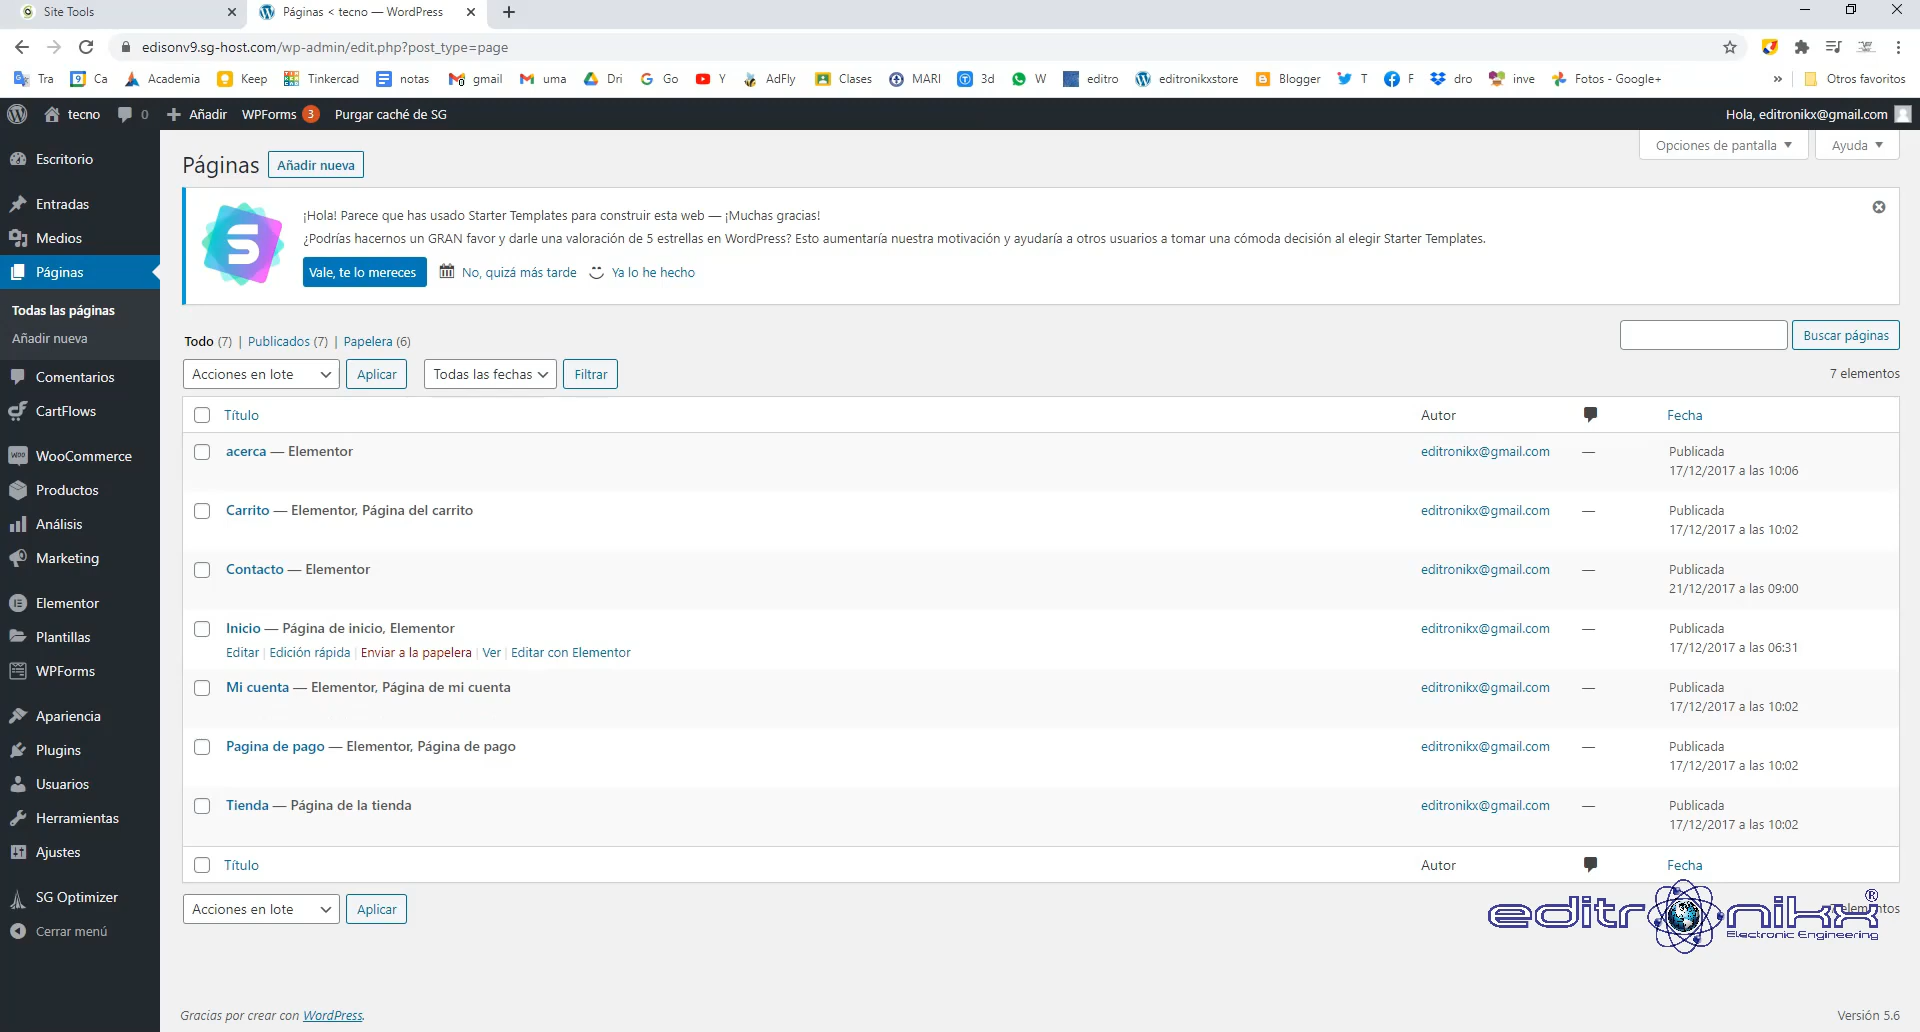 Site Tools
Páginas < tecno — WordPress
edisonv9.sg-host.com/wp-admin/edit.php?post_type=page
Tra
Ca
Academia
Keep
Tinkercad
notas
gmail
uma
Dri
Go
Y
AdFly
Clases
MARI
3d
W
editro
editronikxstore
Blogger
T
F
dro
inve
Fotos - Google+
»
Otros favoritos
tecno
0
Añadir
WPForms 3
Purgar caché de SG
Hola, editronikx@gmail.com
Escritorio
Entradas
Medios
Páginas
Todas las páginas
Añadir nueva
Comentarios
CartFlows
WooCommerce
Productos
Análisis
Marketing
Elementor
Plantillas
WPForms
Apariencia
Plugins
Usuarios
Herramientas
Ajustes
SG Optimizer
Cerrar menú
Opciones de pantalla
Ayuda
Páginas
Añadir nueva
¡Hola! Parece que has usado Starter Templates para construir esta web — ¡Muchas gracias!
¿Podrías hacernos un GRAN favor y darle una valoración de 5 estrellas en WordPress? Esto aumentaría nuestra motivación y ayudaría a otros usuarios a tomar una cómoda decisión al elegir Starter Templates.
Vale, te lo mereces
No, quizá más tarde
Ya lo he hecho
Todo (7) | Publicados (7) | Papelera (6)
Buscar páginas
Acciones en lote
Aplicar
Todas las fechas
Filtrar
7 elementos
Título
Autor
Fecha
acerca — Elementor
editronikx@gmail.com
—
Publicada
17/12/2017 a las 10:06
Carrito — Elementor, Página del carrito
editronikx@gmail.com
—
Publicada
17/12/2017 a las 10:02
Contacto — Elementor
editronikx@gmail.com
—
Publicada
21/12/2017 a las 09:00
Inicio — Página de inicio, Elementor
Editar | Edición rápida | Enviar a la papelera | Ver | Editar con Elementor
editronikx@gmail.com
—
Publicada
17/12/2017 a las 06:31
Mi cuenta — Elementor, Página de mi cuenta
editronikx@gmail.com
—
Publicada
17/12/2017 a las 10:02
Pagina de pago — Elementor, Página de pago
editronikx@gmail.com
—
Publicada
17/12/2017 a las 10:02
Tienda — Página de la tienda
editronikx@gmail.com
—
Publicada
17/12/2017 a las 10:02
Título
Autor
Fecha
Acciones en lote
Aplicar
7 elementos
editronikx®
Electronic Engineering
Gracias por crear con WordPress.
Versión 5.6